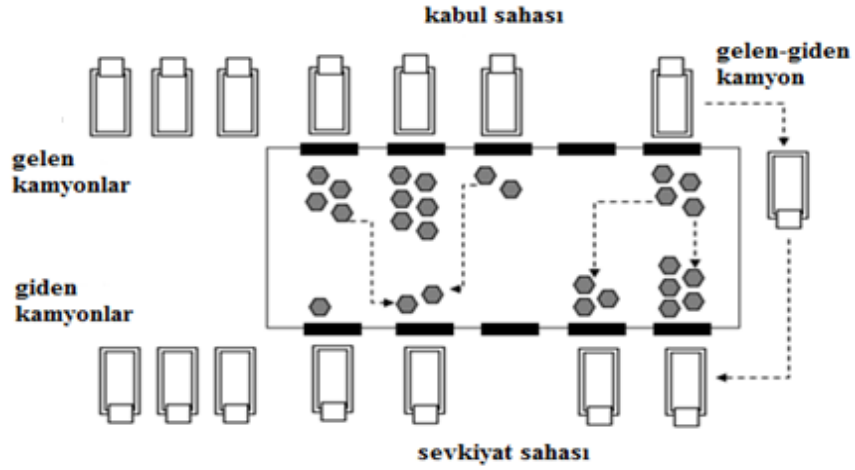 kabul sahası
gelen-giden
kamyon
gelen
kamyonlar
giden
kamyonlar
sevkiyat sahası